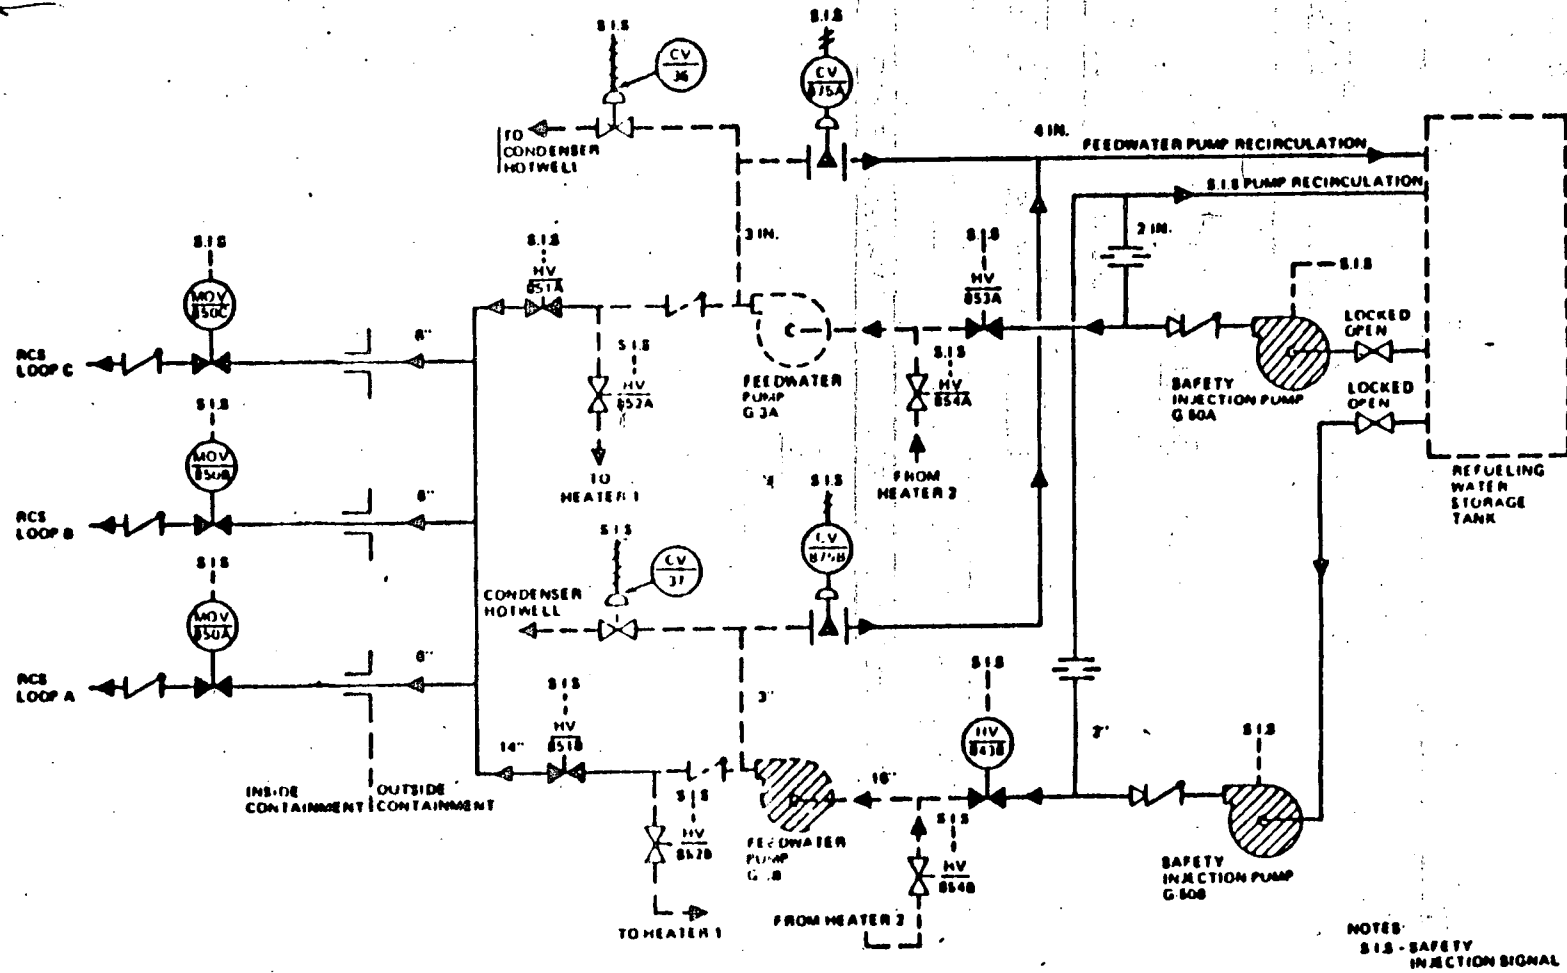 S.I.S
CV
36
S.I.S
CV
875A
TO
CONDENSER
HOTWELL
4 IN.
FEEDWATER PUMP RECIRCULATION
S.I.S PUMP RECIRCULATION
3 IN.
2 IN.
S.I.S
MOV
850C
S.I.S
HV
851A
S.I.S
HV
853A
S.I.S
LOCKED
OPEN
RCS
LOOP C
6"
C
S.I.S
HV
852A
FEEDWATER
PUMP
G 3A
S.I.S
HV
854A
SAFETY
INJECTION PUMP
G 50A
LOCKED
OPEN
S.I.S
MOV
850B
TO
HEATER 1
FROM
HEATER 2
REFUELING
WATER
STORAGE
TANK
RCS
LOOP B
6"
S.I.S
CV
875B
S.I.S
CV
37
CONDENSER
HOTWELL
S.I.S
MOV
850A
RCS
LOOP A
6"
S.I.S
HV
851B
14"
3"
S.I.S
HV
3"
S.I.S
16"
INSIDE
CONTAINMENT
OUTSIDE
CONTAINMENT
S.I.S
HV
852B
FEEDWATER
PUMP
S.I.S
HV
854B
SAFETY
INJECTION PUMP
G 50B
TO HEATER 1
FROM HEATER 2
NOTES
S.I.S - SAFETY
INJECTION SIGNAL